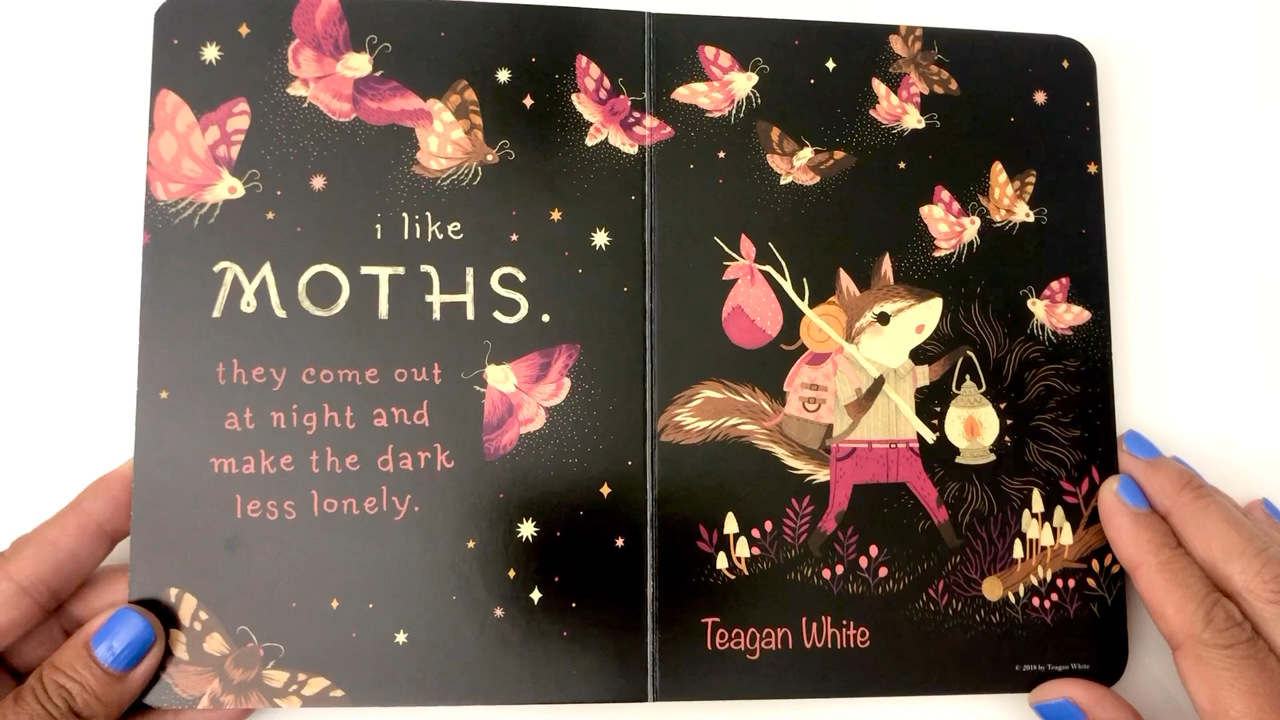 i like
MOTHS.
they come out
at night and
make the dark
less lonely.
Teagan White
© 2018 by Teagan White